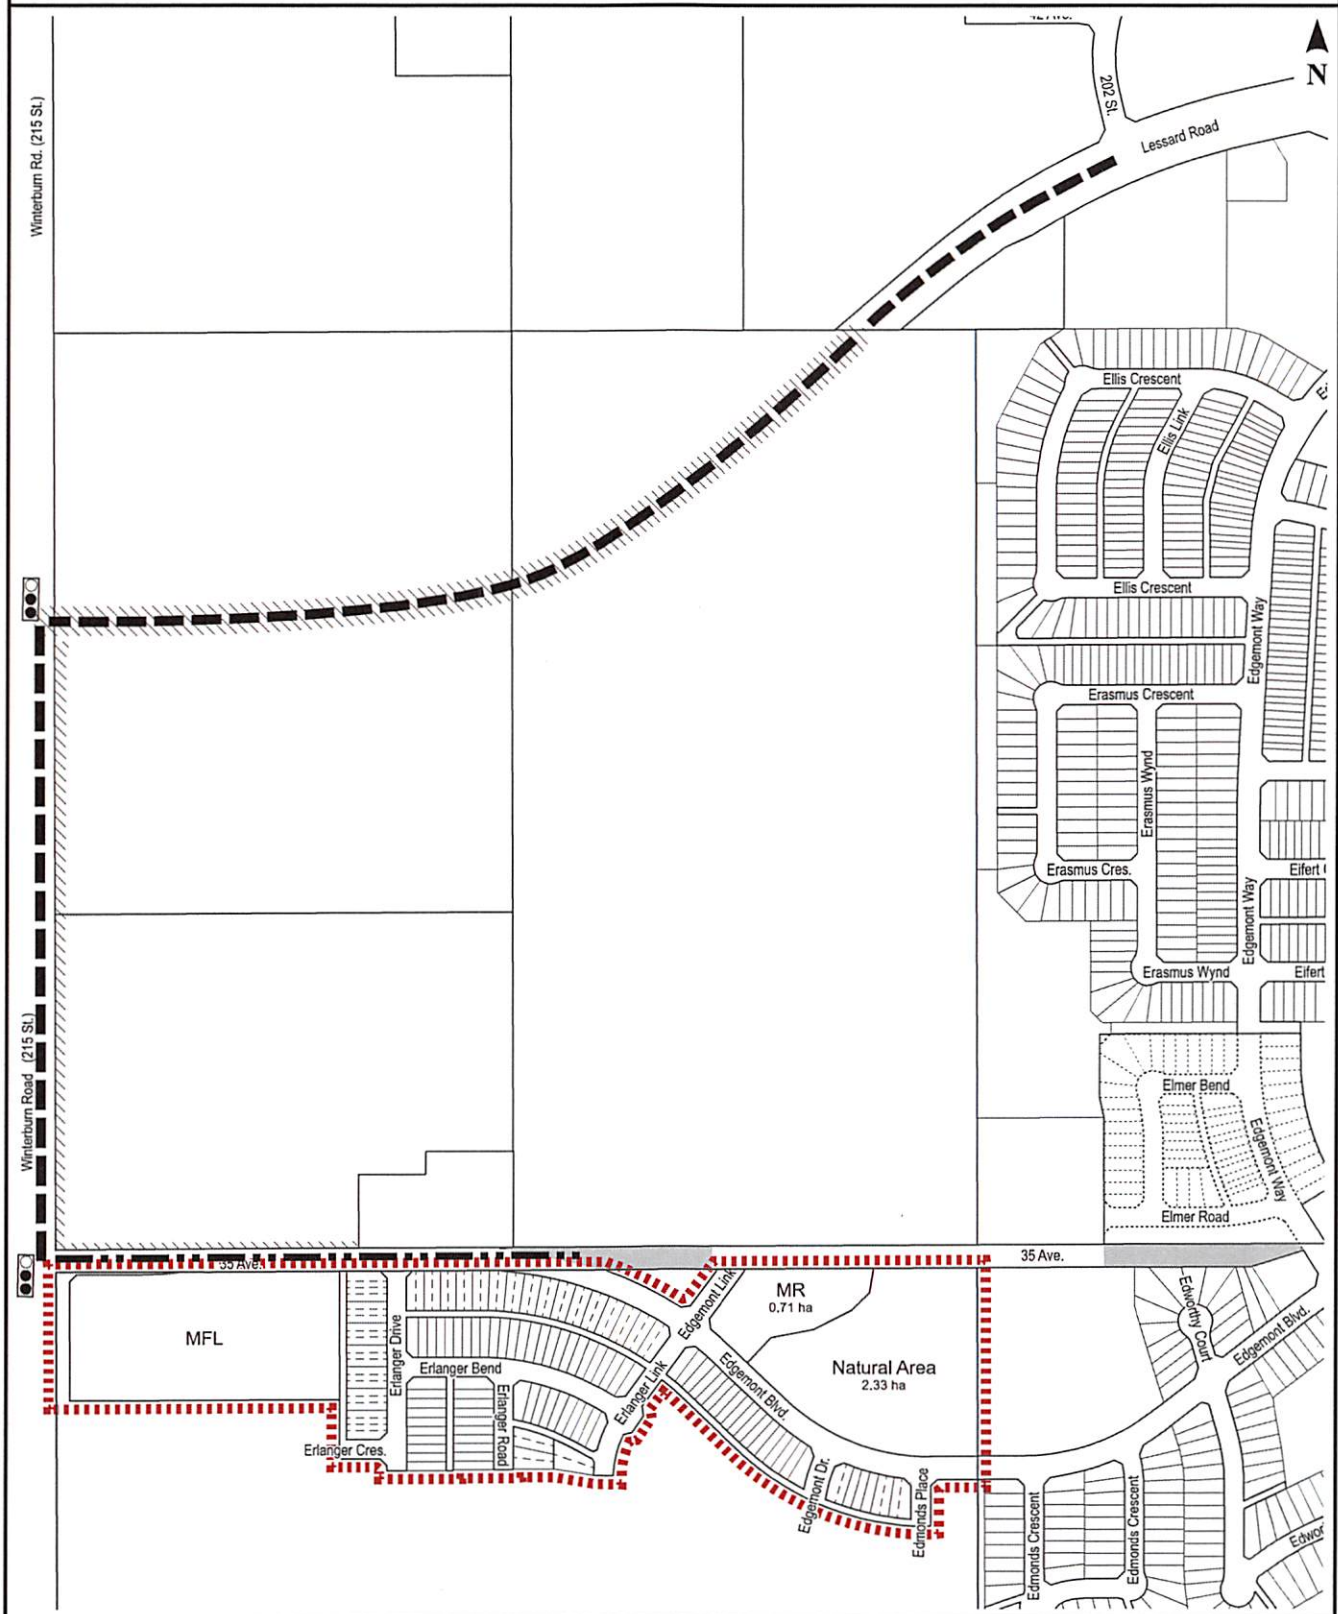 42 Ave.
N
202 St.
Lessard Road
Winterburn Rd. (215 St.)
Ellis Crescent
Ellis Link
Ellis Crescent
Edgemont Way
Erasmus Crescent
Erasmus Wynd
Erasmus Cres.
Eifert
Edgemont Way
Erasmus Wynd
Eifert
Winterburn Road (215 St.)
Elmer Bend
Edgemont Way
Elmer Road
35 Ave.
35 Ave.
MR
0.71 ha
Edgemont Link
Edworthy Court
Edgemont Blvd.
MFL
Erlanger Drive
Erlanger Bend
Erlanger Link
Edgemont Blvd.
Natural Area
2.33 ha
Erlanger Road
Erlanger Cres.
Edgemont Dr.
Edmonds Place
Edmonds Crescent
Edmonds Crescent
Edwor